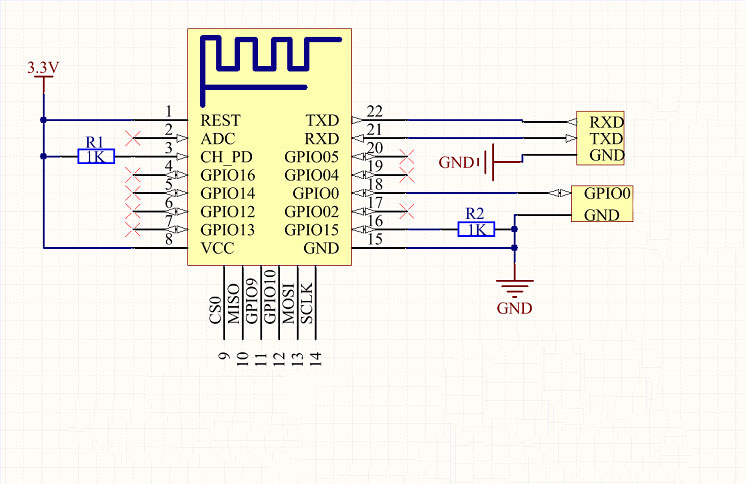 3.3V
R1
1K
1 REST
2 ADC
3 CH_PD
4 GPIO16
5 GPIO14
6 GPIO12
7 GPIO13
8 VCC
TXD 22
RXD 21
GPIO05 20
GPIO04 19
GPIO0 18
GPIO02 17
GPIO15 16
GND 15
CS0 9
MISO 10
GPIO9 11
GPIO10 12
MOSI 13
SCLK 14
RXD
TXD
GND
GND
GPIO0
GND
R2
1K
GND